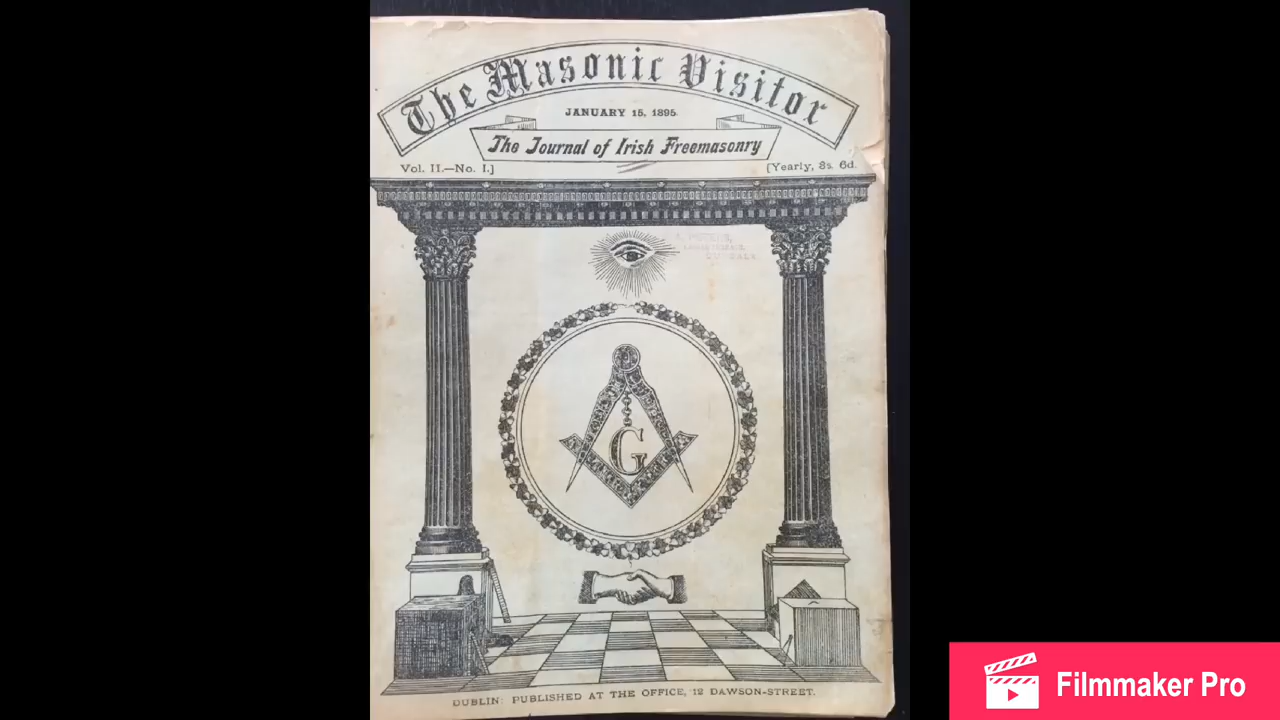 The Masonic Visitor
JANUARY 15, 1895.
The Journal of Irish Freemasonry
Vol. II.—No. I.]
[Yearly, 3s. 6d.
G
DUBLIN: PUBLISHED AT THE OFFICE, 12 DAWSON-STREET.
Filmmaker Pro